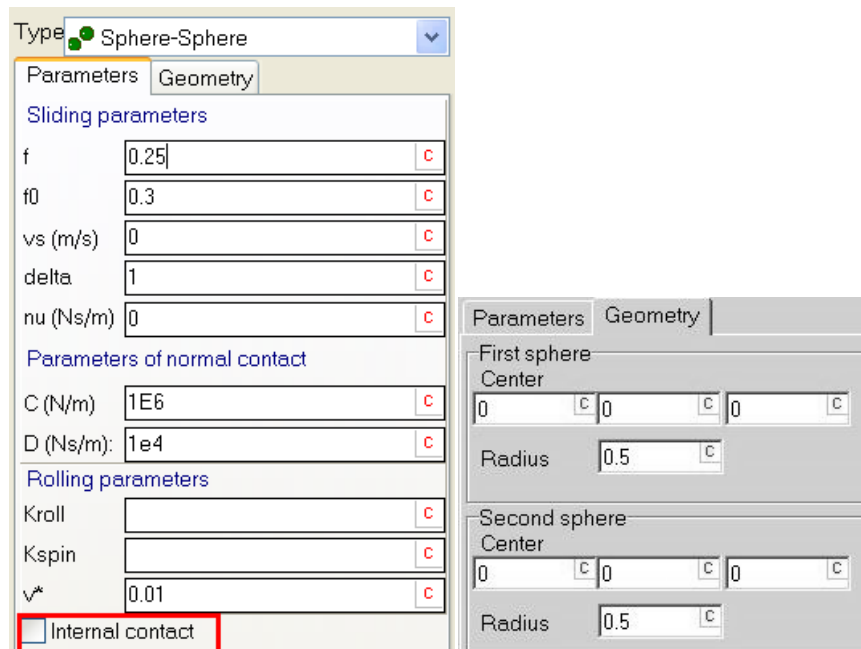 Type Sphere-Sphere
Parameters Geometry
Sliding parameters
f 0.25 C
f0 0.3 C
vs (m/s) 0 C
delta 1 C
nu (Ns/m) 0 C
Parameters of normal contact
C (N/m) 1E6 C
D (Ns/m): 1e4 C
Rolling parameters
Kroll C
Kspin C
v* 0.01 C
Internal contact
Parameters Geometry
First sphere
Center
0 C 0 C 0 C
Radius 0.5 C
Second sphere
Center
0 C 0 C 0 C
Radius 0.5 C